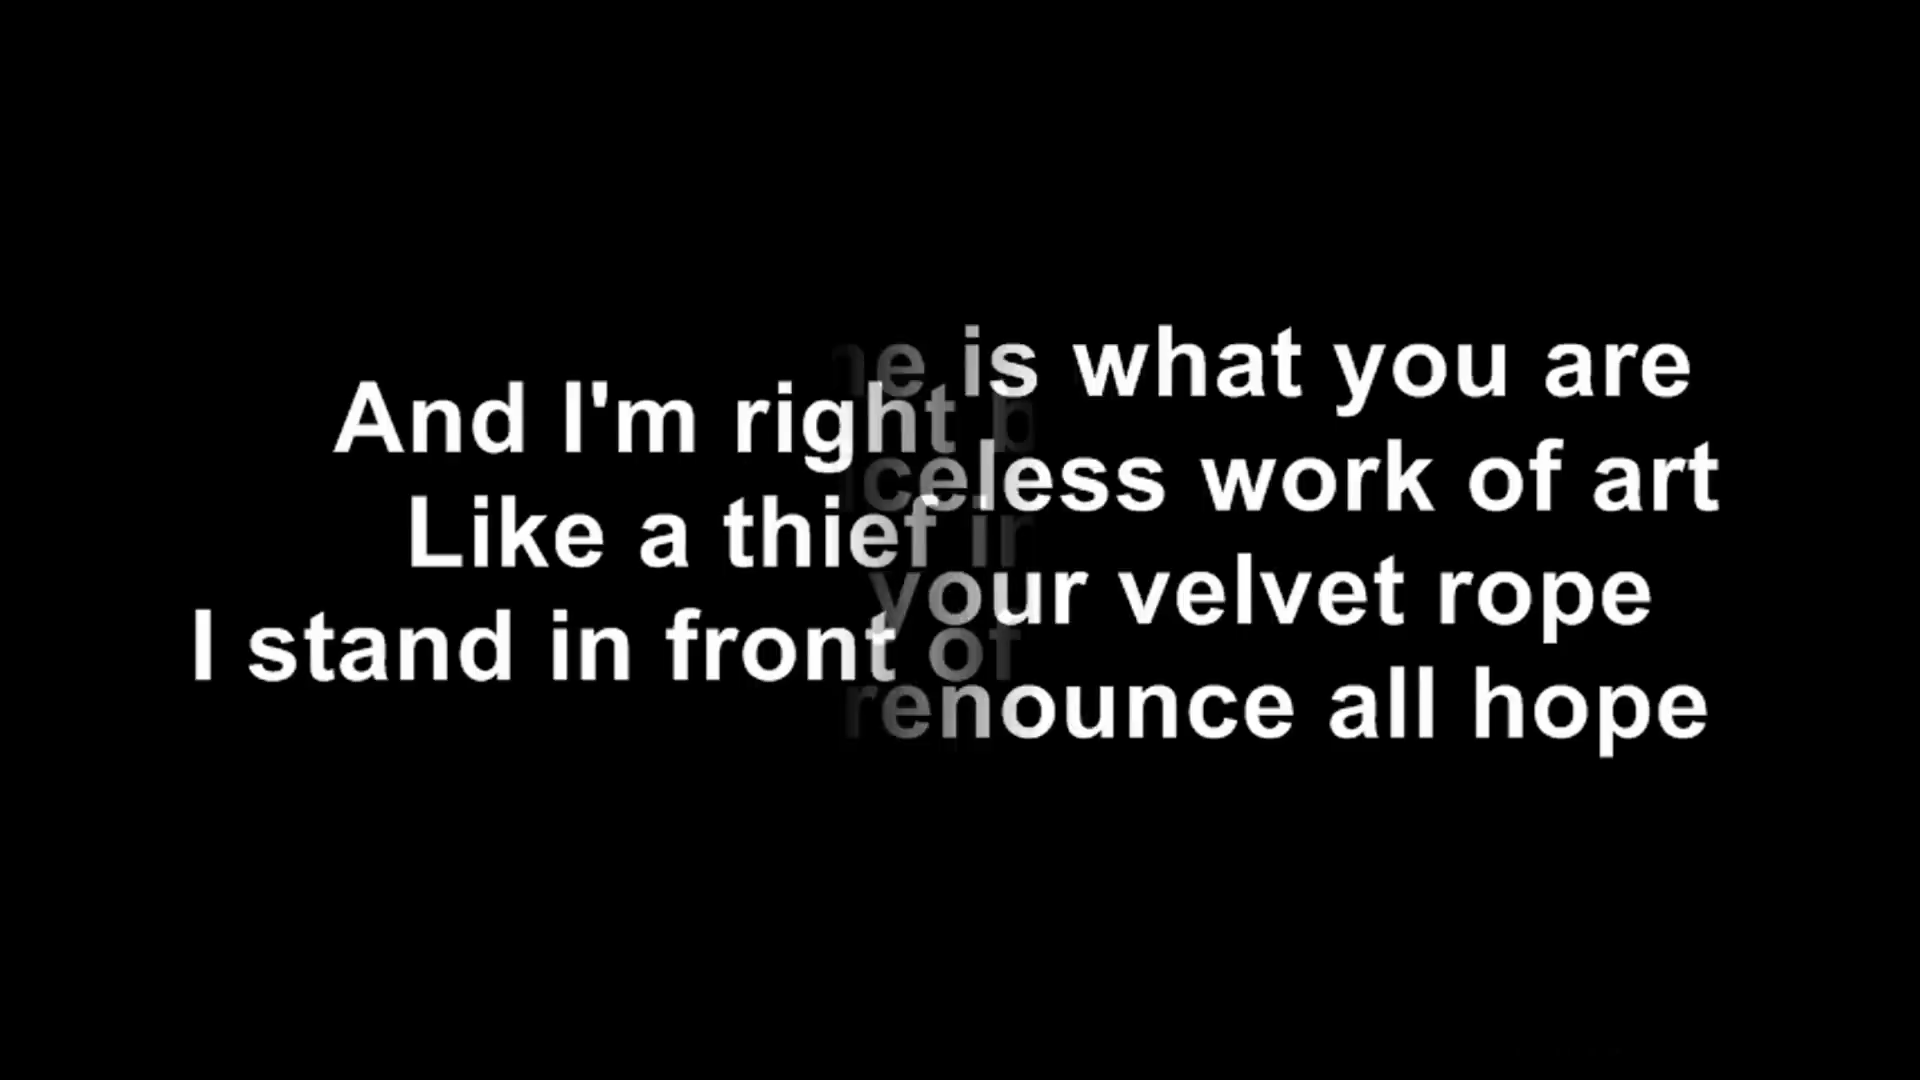 And I'm right
Like a thief
I stand in front of
is what you are
work of art
your velvet rope
renounce all hope